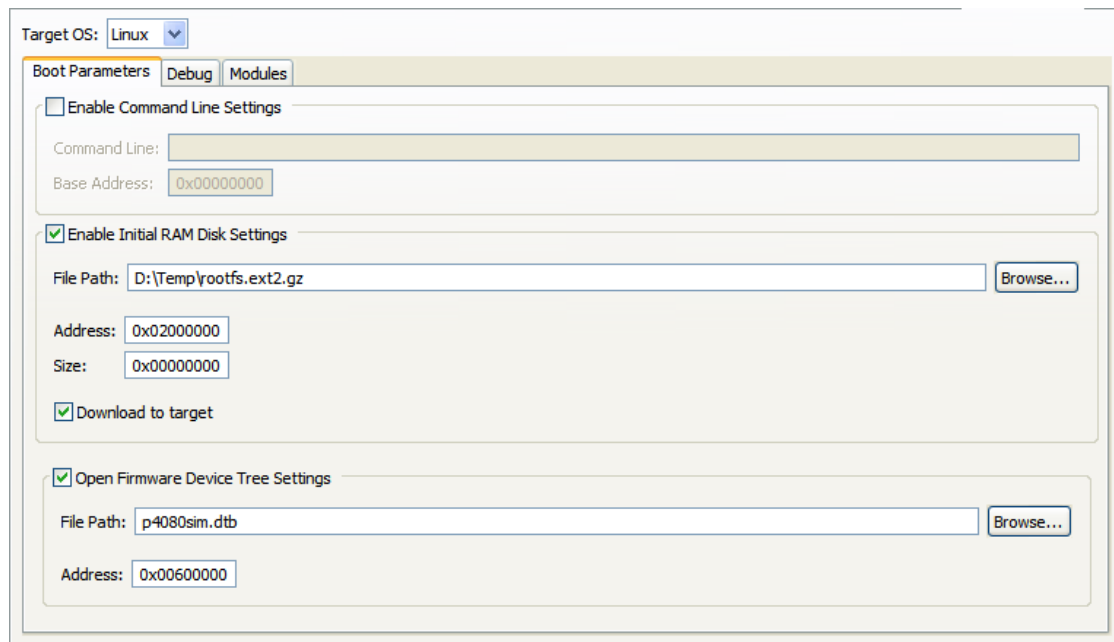 Target OS: Linux
Boot Parameters Debug Modules
Enable Command Line Settings
Command Line:
Base Address: 0x00000000
Enable Initial RAM Disk Settings
File Path: D:\Temp\rootfs.ext2.gz Browse...
Address: 0x02000000
Size: 0x00000000
Download to target
Open Firmware Device Tree Settings
File Path: p4080sim.dtb Browse...
Address: 0x00600000